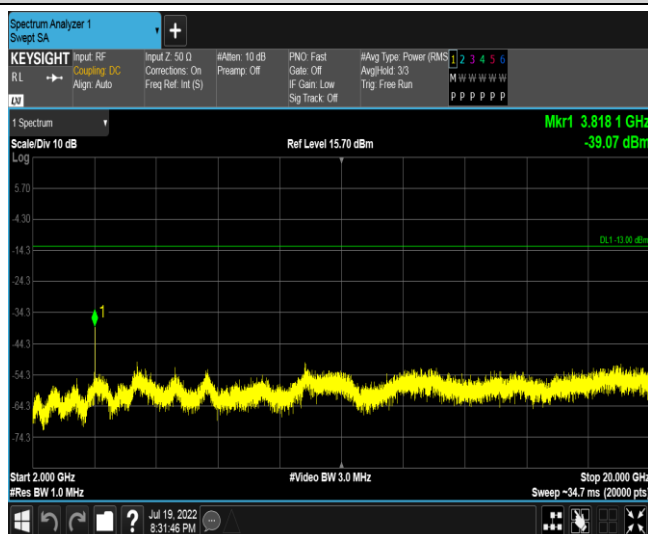 Spectrum Analyzer 1
Swept SA
+
KEYSIGHT
RL
LXI
Input: RF
Coupling: DC
Align: Auto
Input Z: 50 Ω
Corrections: On
Freq Ref: Int (S)
#Atten: 10 dB
Preamp: Off
PNO: Fast
Gate: Off
IF Gain: Low
Sig Track: Off
#Avg Type: Power (RMS
Avg|Hold: 3/3
Trig: Free Run
1 2 3 4 5 6
M W W W W W
P P P P P P
1 Spectrum
Mkr1 3.818 1 GHz
Scale/Div 10 dB
Ref Level 15.70 dBm
-39.07 dBm
Log
5.70
-4.30
DL1 -13.00 dBm
-14.3
-24.3
-34.3
1
-44.3
-54.3
-64.3
-74.3
Start 2.000 GHz
#Video BW 3.0 MHz
Stop 20.000 GHz
#Res BW 1.0 MHz
Sweep ~34.7 ms (20000 pts)
?
Jul 19, 2022
8:31:46 PM